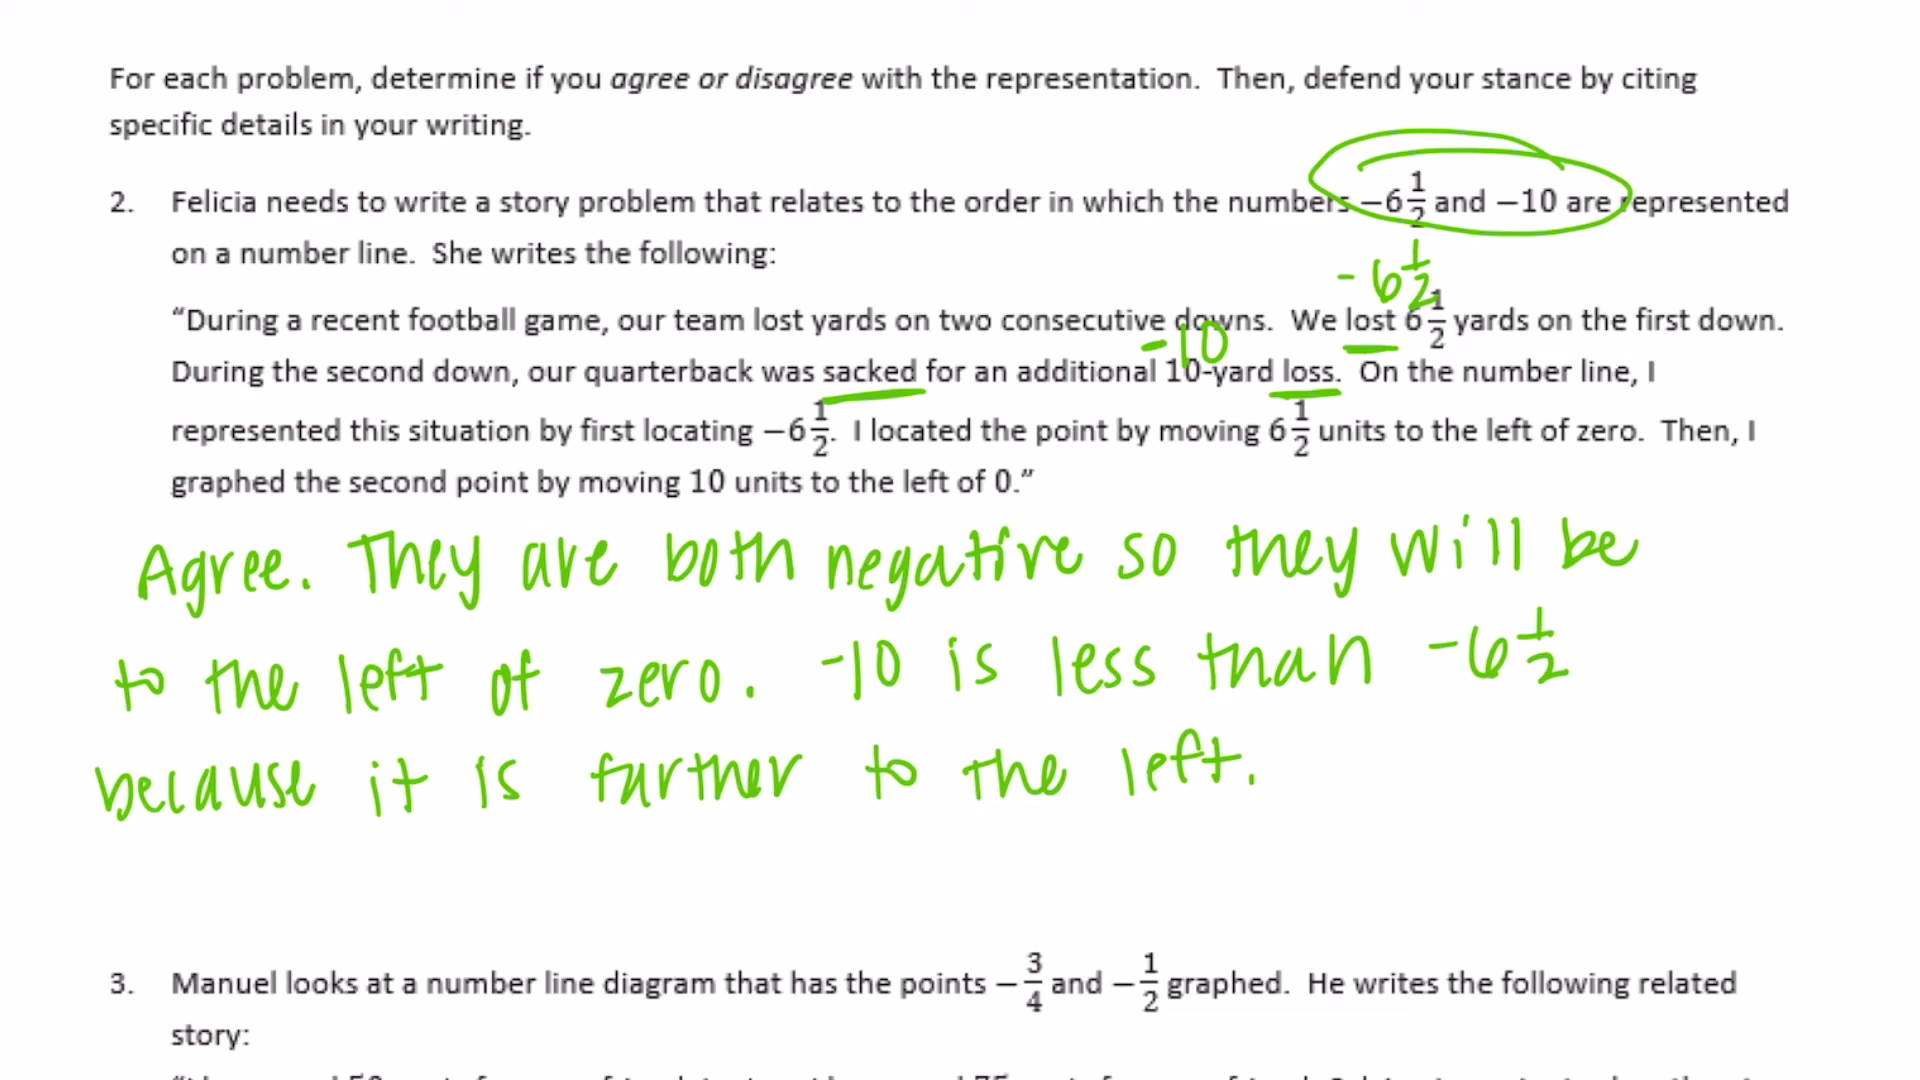 For each problem, determine if you agree or disagree with the representation. Then, defend your stance by citing
specific details in your writing.
2. Felicia needs to write a story problem that relates to the order in which the numbers −6 1/2 and −10 are represented
on a number line. She writes the following:
-6 1/2
“During a recent football game, our team lost yards on two consecutive downs. We lost 6 1/2 yards on the first down.
-10
During the second down, our quarterback was sacked for an additional 10-yard loss. On the number line, I
represented this situation by first locating −6 1/2. I located the point by moving 6 1/2 units to the left of zero. Then, I
graphed the second point by moving 10 units to the left of 0.”
Agree. They are both negative so they will be
to the left of zero. -10 is less than -6 1/2
because it is further to the left.
3. Manuel looks at a number line diagram that has the points −3/4 and −1/2 graphed. He writes the following related
story: